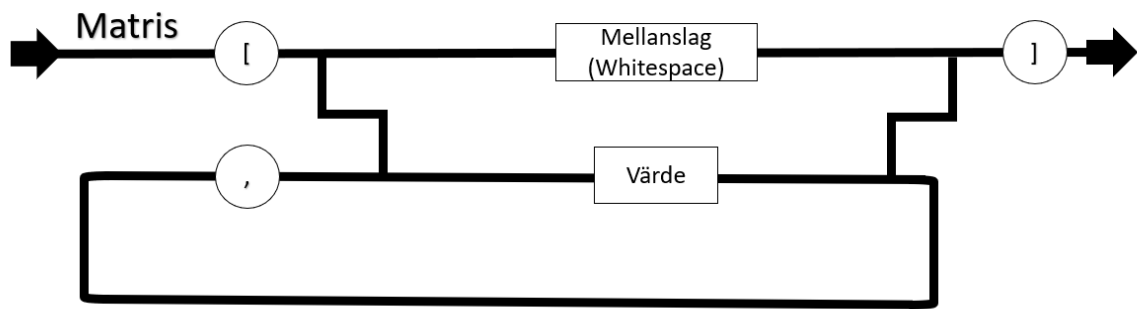 Matris
[
Mellanslag
(Whitespace)
]
,
Värde